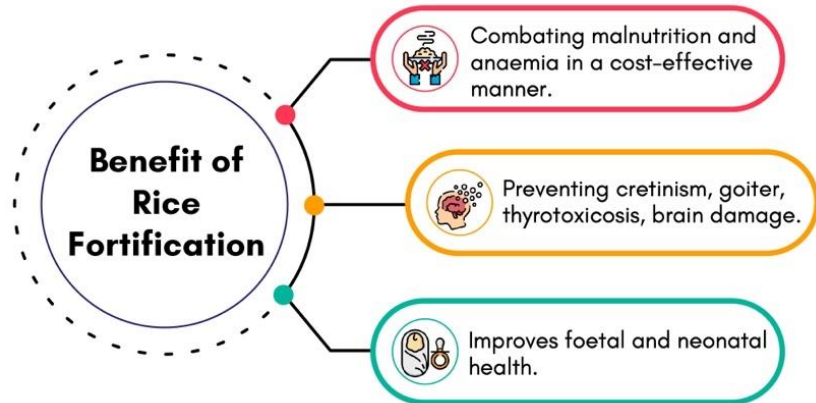 Benefit of
Rice
Fortification
Combating malnutrition and
anaemia in a cost-effective
manner.
Preventing cretinism, goiter,
thyrotoxicosis, brain damage.
Improves foetal and neonatal
health.